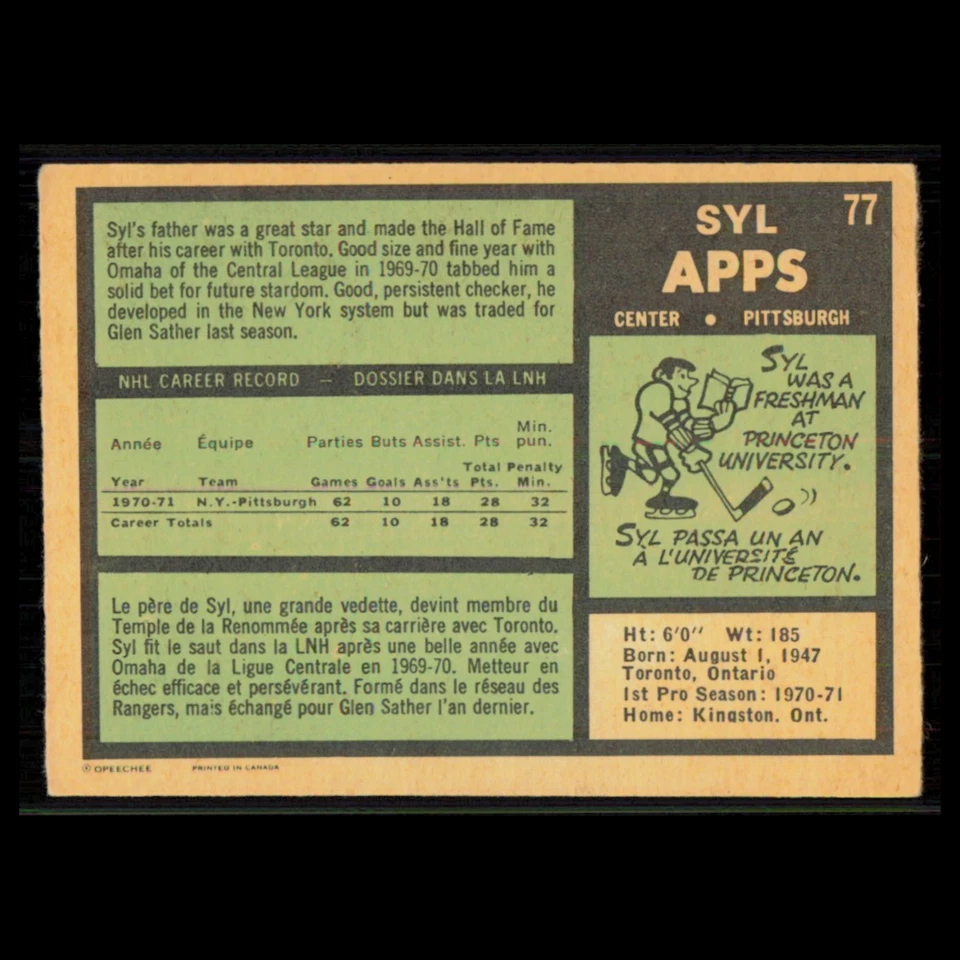 Syl's father was a great star and made the Hall of Fame
after his career with Toronto. Good size and fine year with
Omaha of the Central League in 1969-70 tabbed him a
solid bet for future stardom. Good, persistent checker, he
developed in the New York system but was traded for
Glen Sather last season.
NHL CAREER RECORD — DOSSIER DANS LA LNH
Année Équipe Parties Buts Assist. Pts Min. pun.
Year Team Games Goals Ass'ts Total Pts. Penalty Min.
1970-71 N.Y.-Pittsburgh 62 10 18 28 32
Career Totals 62 10 18 28 32
Le père de Syl, une grande vedette, devint membre du
Temple de la Renommée après sa carrière avec Toronto.
Syl fit le saut dans la LNH après une belle année avec
Omaha de la Ligue Centrale en 1969-70. Metteur en
échec efficace et persévérant. Formé dans le réseau des
Rangers, mais échangé pour Glen Sather l'an dernier.
© OPEECHEE PRINTED IN CANADA
77
SYL
APPS
CENTER • PITTSBURGH
SYL
WAS A
FRESHMAN
AT
PRINCETON
UNIVERSITY.
SYL PASSA UN AN
À L'UNIVERSITÉ
DE PRINCETON.
Ht: 6'0" Wt: 185
Born: August 1, 1947
Toronto, Ontario
1st Pro Season: 1970-71
Home: Kingston, Ont.